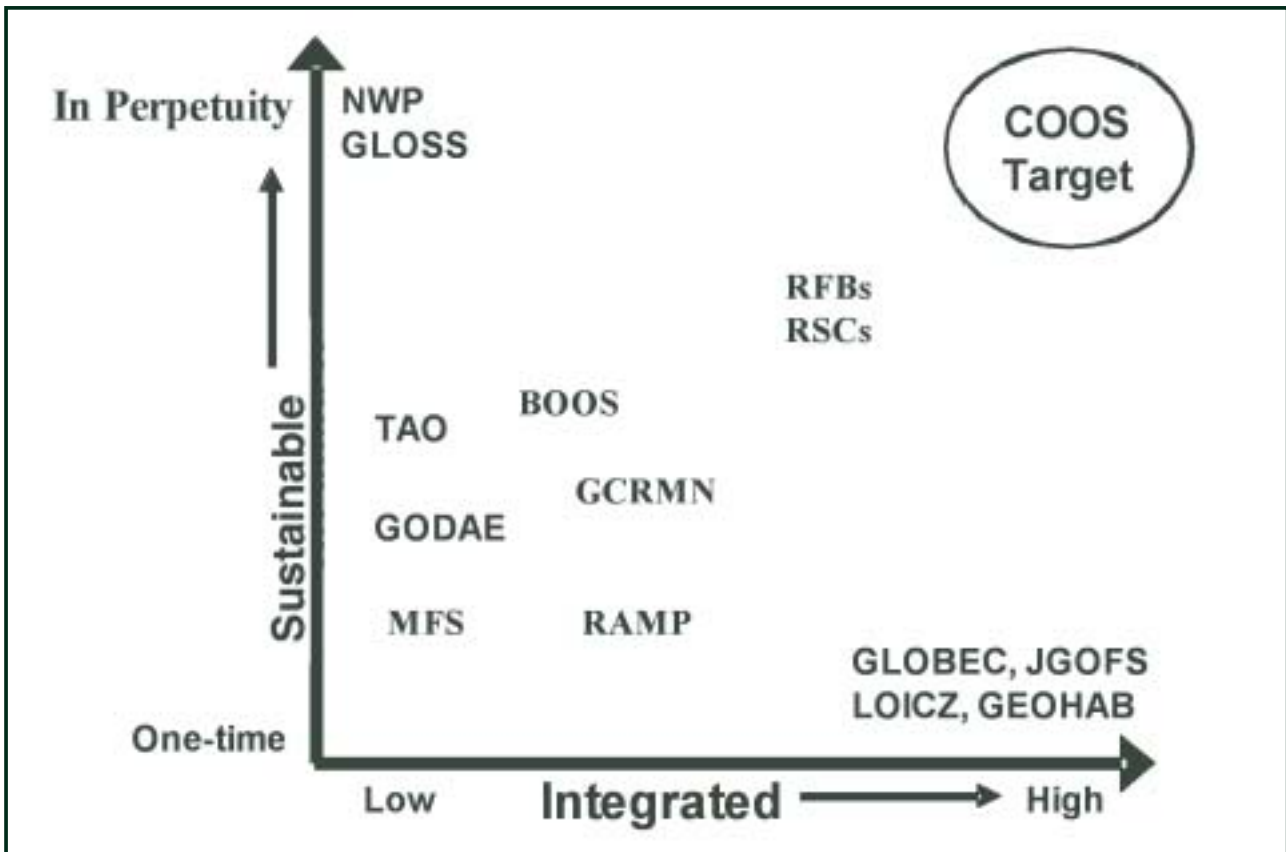 In Perpetuity
NWP
GLOSS
COOS
Target
RFBs
RSCs
BOOS
TAO
GCRMN
GODAE
MFS
RAMP
Sustainable
GLOBEC, JGOFS
LOICZ, GEOHAB
One-time
Low
Integrated
High